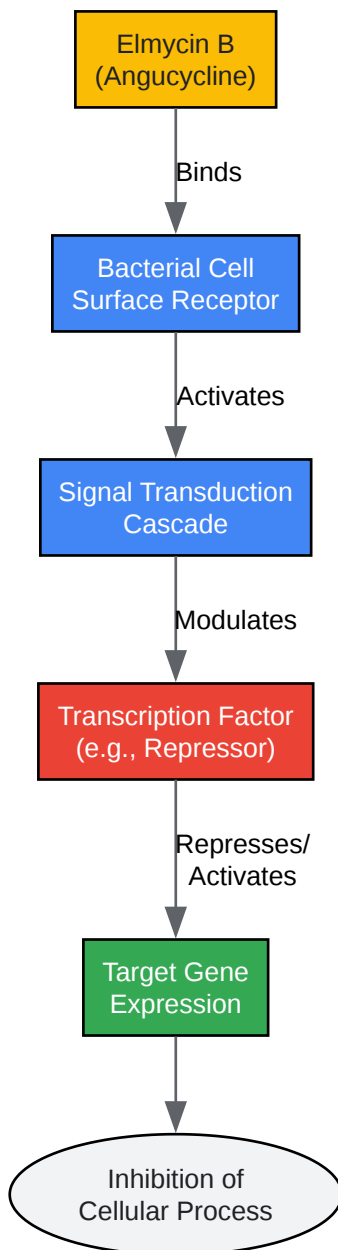 Elmycin B
(Angucycline)
Binds
Bacterial Cell
Surface Receptor
Activates
Signal Transduction
Cascade
Modulates
Transcription Factor
(e.g., Repressor)
Represses/
Activates
Target Gene
Expression
Inhibition of
Cellular Process